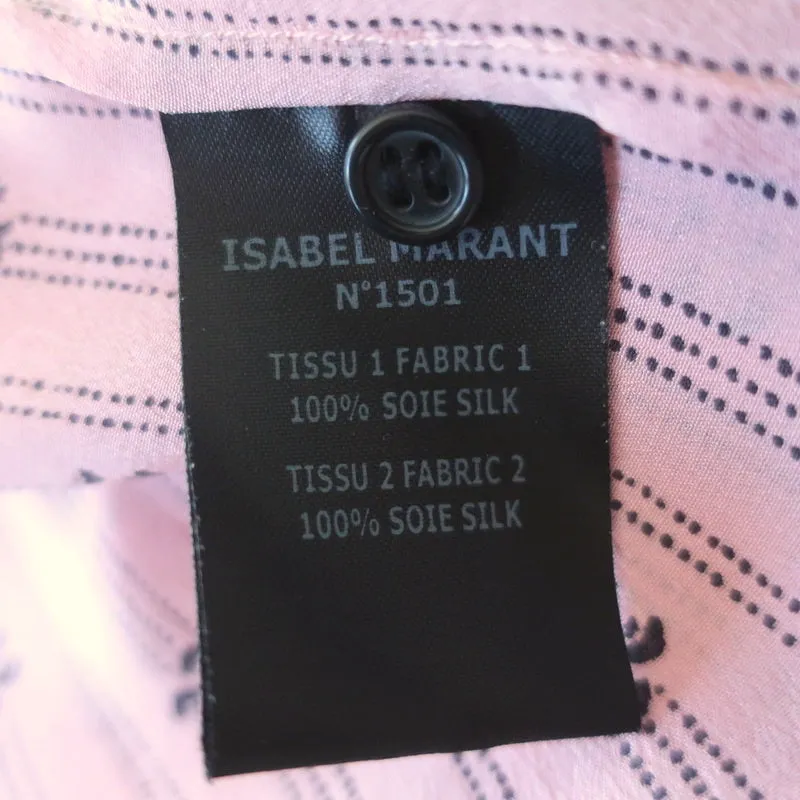 ISABEL MARANT
N°1501
TISSU 1 FABRIC 1
100% SOIE SILK
TISSU 2 FABRIC 2
100% SOIE SILK